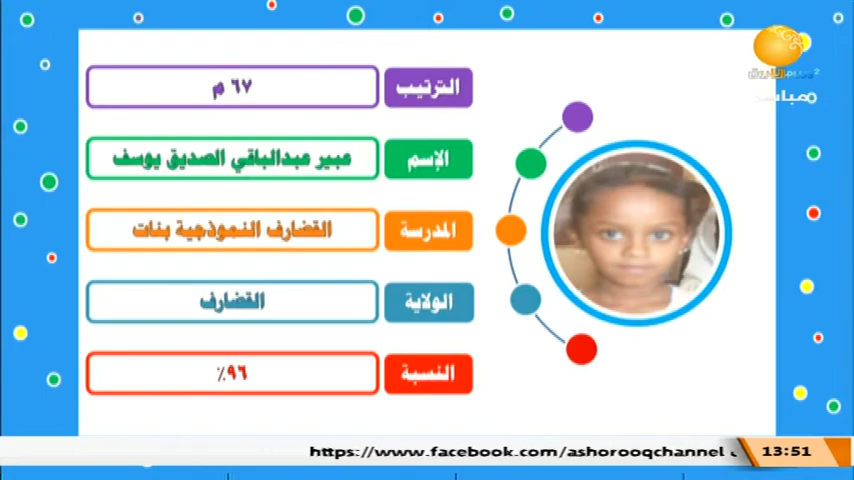 الترتيب ٦٧ م
الإسم عبير عبدالباقي الصديق يوسف
المدرسة القضارف النموذجية بنات
الولاية القضارف
النسبة ٩٦٪
الشروق
مباشر
https://www.facebook.com/ashorooqchannel
13:51